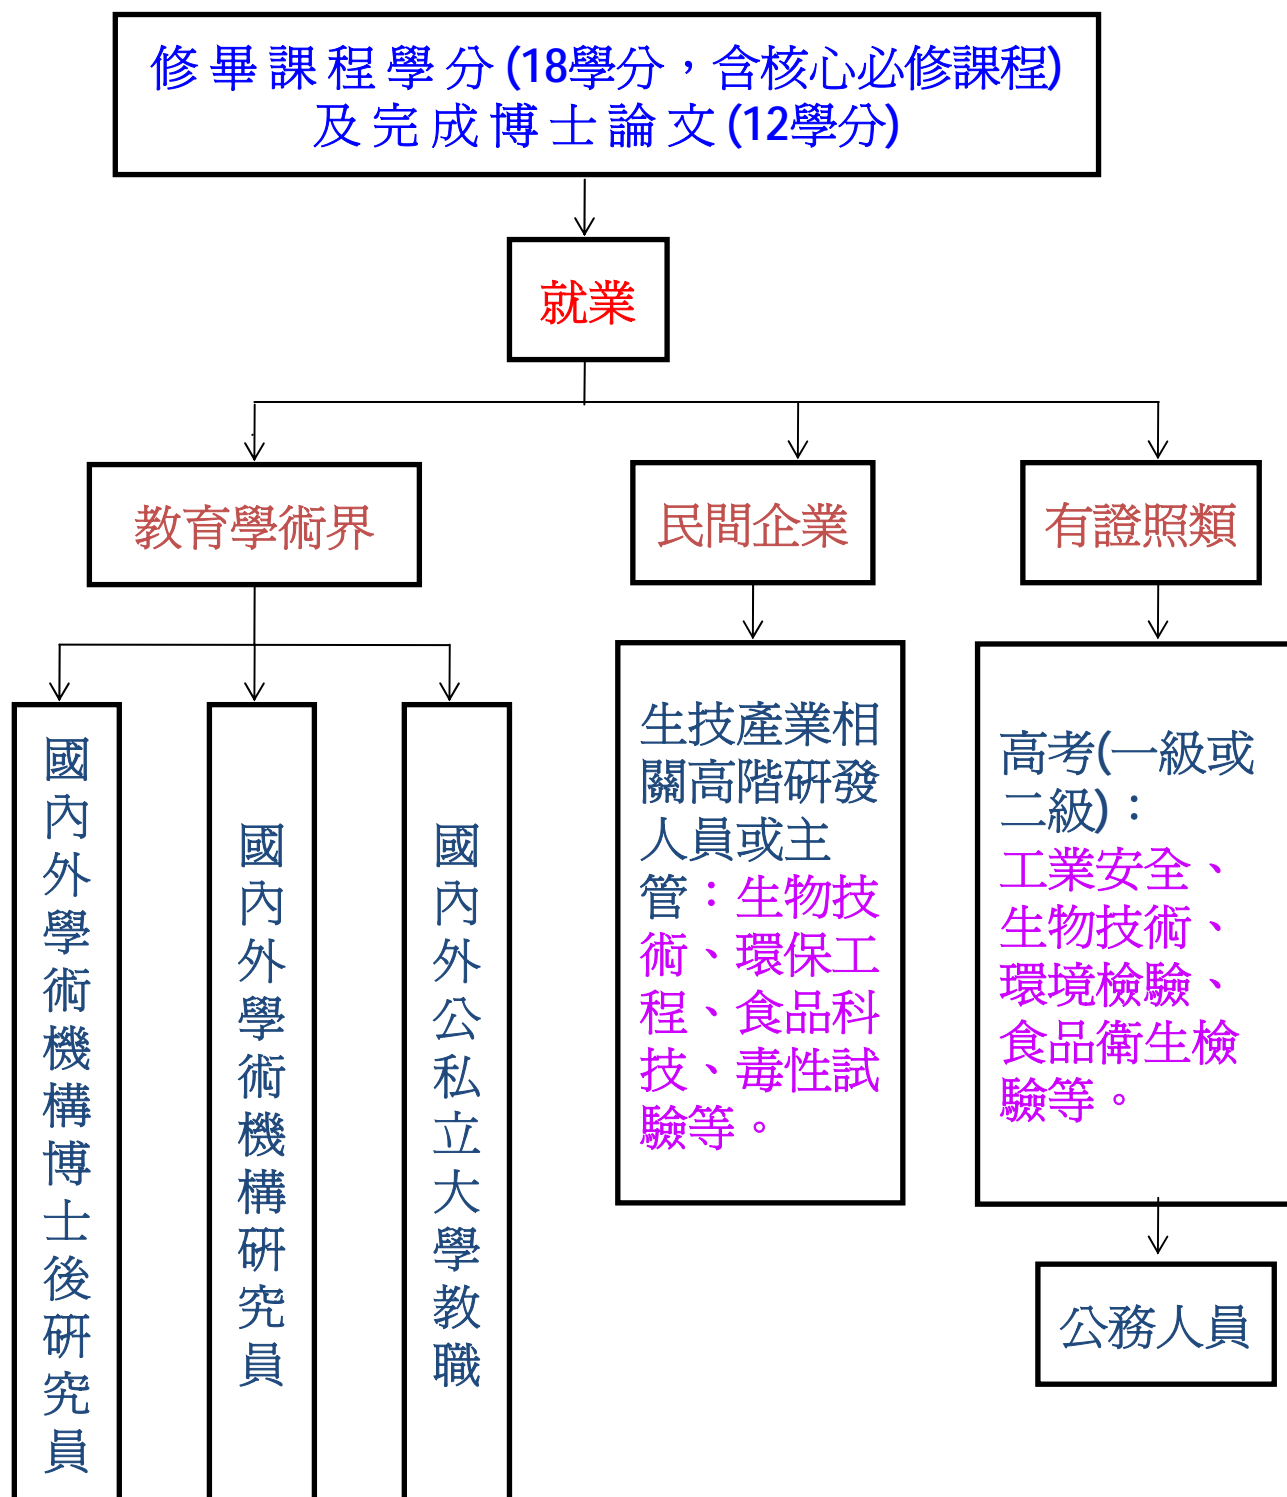 修畢課程學分(18學分，含核心必修課程)
及完成博士論文(12學分)
就業
教育學術界
民間企業
有證照類
國內外學術機構博士後研究員
國內外學術機構研究員
國內外公私立大學教職
生技產業相
關高階研發
人員或主
管：生物技
術、環保工
程、食品科
技、毒性試
驗等。
高考(一級或
二級)：
工業安全、
生物技術、
環境檢驗、
食品衛生檢
驗等。
公務人員